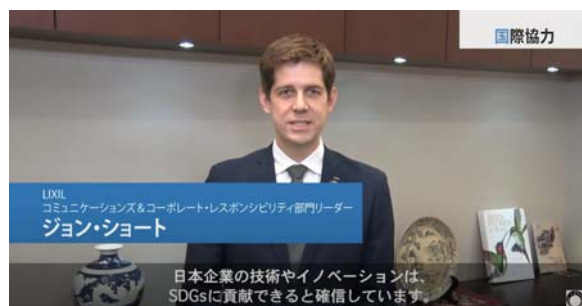 国際協力
LIXIL
コミュニケーションズ&コーポレート・レスポンシビリティ部門リーダー
ジョン・ショート
日本企業の技術やイノベーションは、
SDGsに貢献できると確信しています。